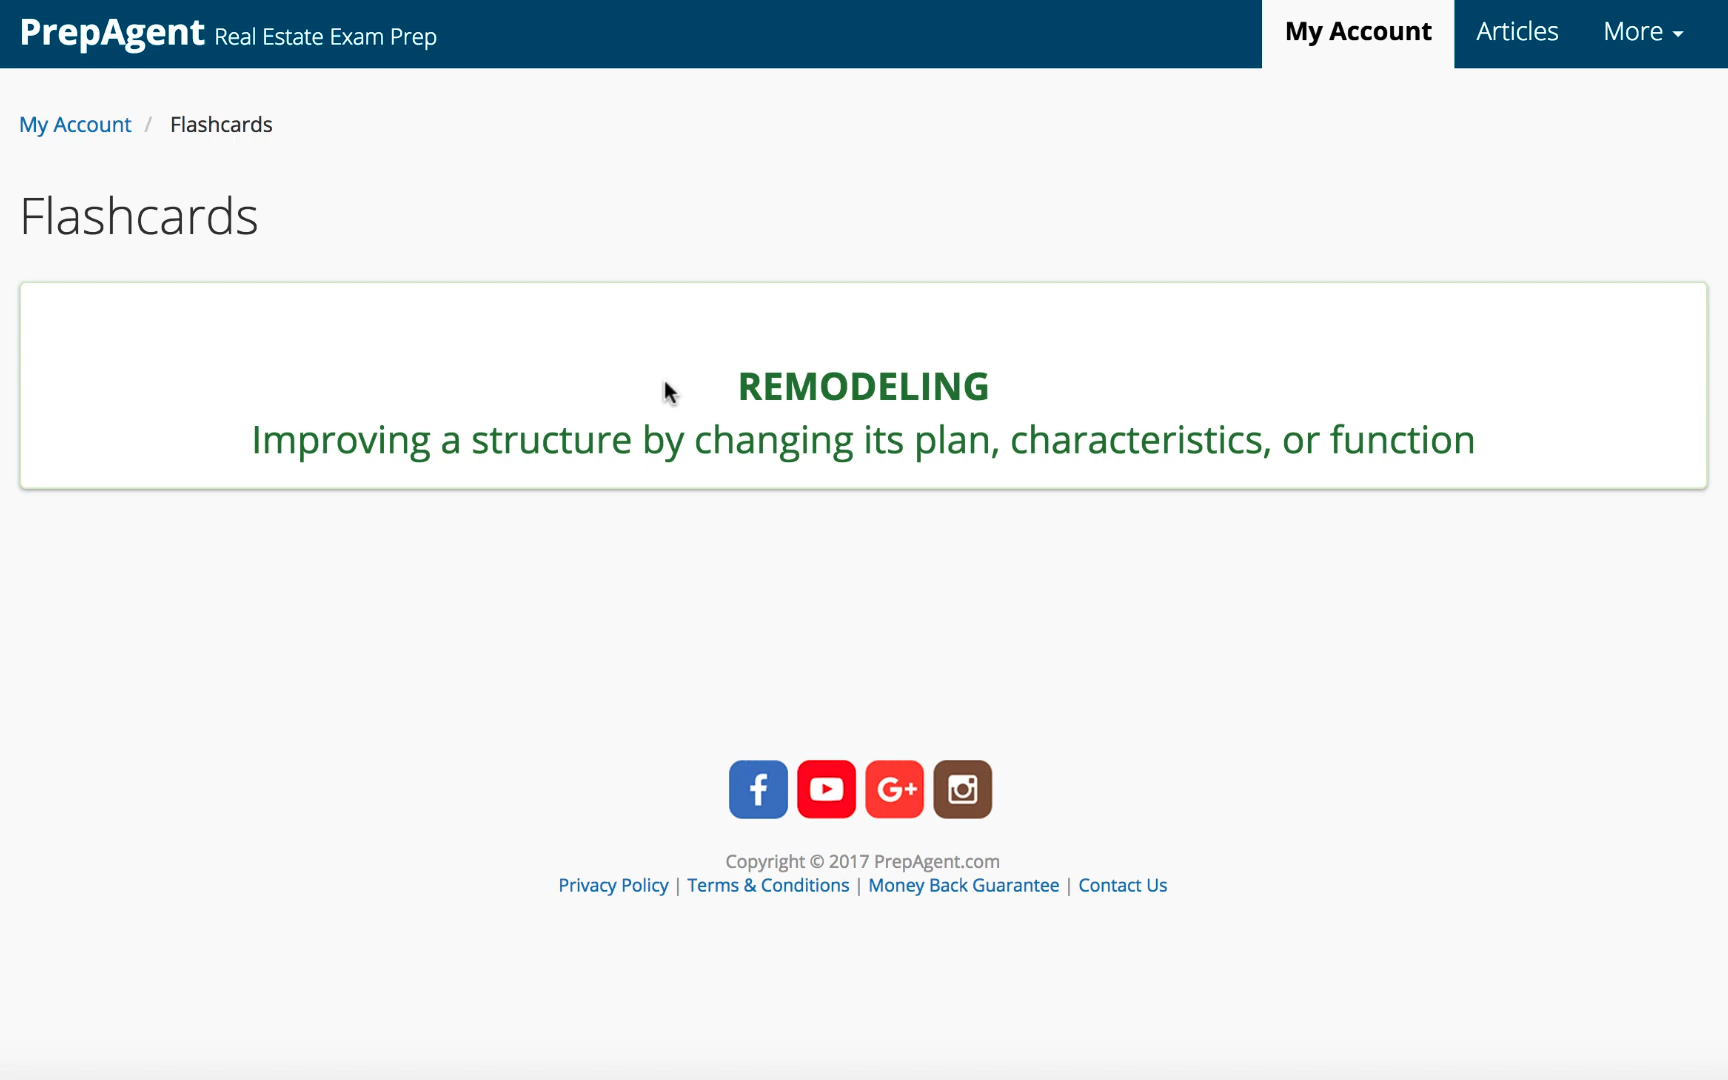 PrepAgent Real Estate Exam Prep
My Account Articles More
My Account / Flashcards
Flashcards
REMODELING
Improving a structure by changing its plan, characteristics, or function
f G+
Copyright © 2017 PrepAgent.com
Privacy Policy | Terms & Conditions | Money Back Guarantee | Contact Us